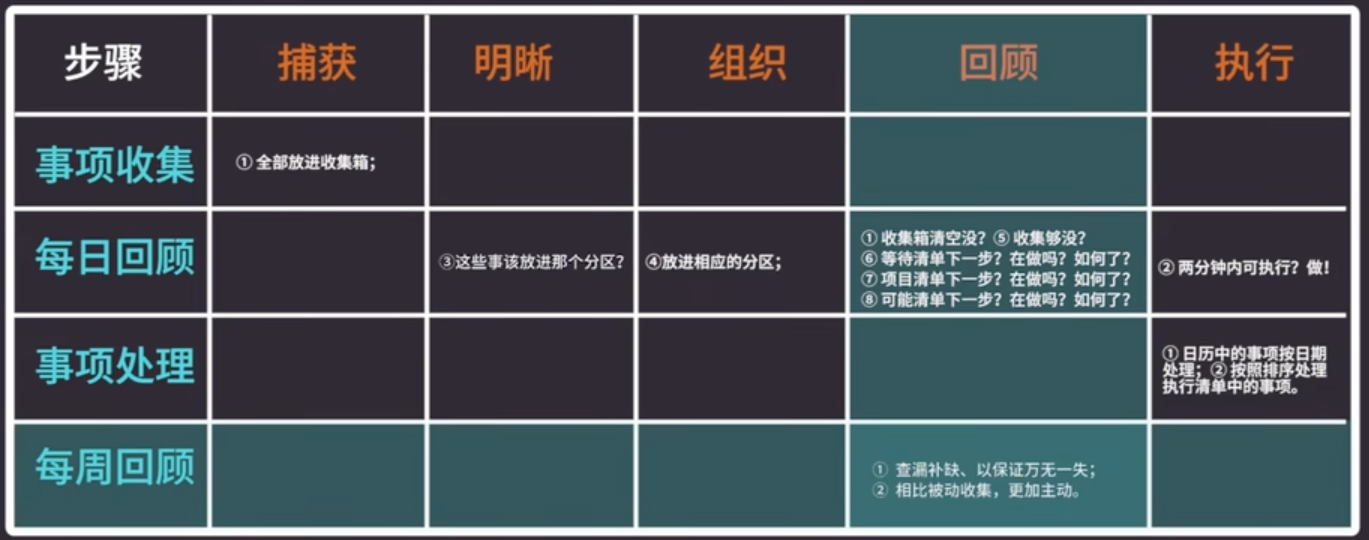 步骤
捕获
明晰
组织
回顾
执行
事项收集
① 全部放进收集箱；
每日回顾
③这些事该放进那个分区？
④放进相应的分区；
① 收集箱清空没？⑤ 收集够没？
⑥ 等待清单下一步？在做吗？如何了？
⑦ 项目清单下一步？在做吗？如何了？
⑧ 可能清单下一步？在做吗？如何了？
② 两分钟内可执行？做！
事项处理
① 日历中的事项按日期
处理；② 按照排序处理
执行清单中的事项。
每周回顾
① 查漏补缺、以保证万无一失；
② 相比被动收集，更加主动。